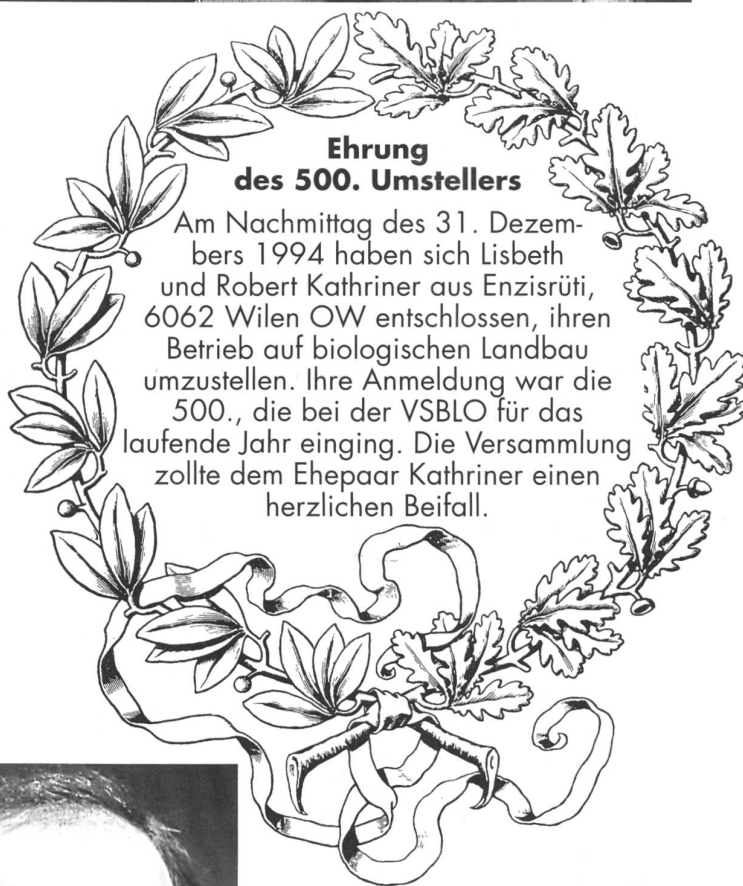 Ehrung
des 500. Umstellers
Am Nachmittag des 31. Dezem-
bers 1994 haben sich Lisbeth
und Robert Kathriner aus Enzisrüti,
6062 Wilen OW entschlossen, ihren
Betrieb auf biologischen Landbau
umzustellen. Ihre Anmeldung war die
500., die bei der VSBLO für das
laufende Jahr einging. Die Versammlung
zollte dem Ehepaar Kathriner einen
herzlichen Beifall.